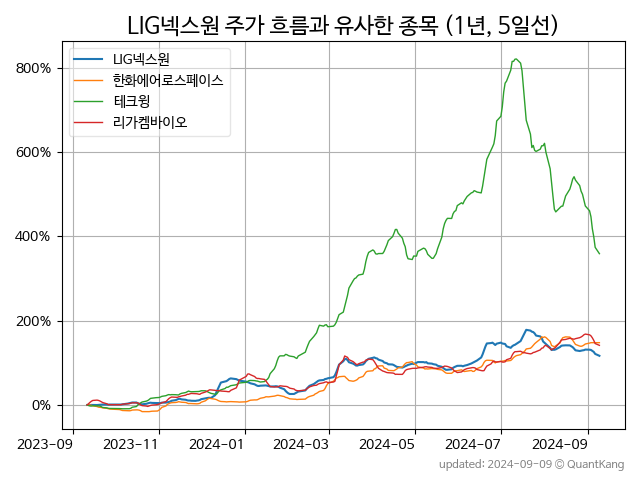 LIG넥스원 주가 흐름과 유사한 종목 (1년, 5일선)
LIG넥스원
한화에어로스페이스
테크윙
리가켐바이오
800%
600%
400%
200%
0%
2023-09 2023-11 2024-01 2024-03 2024-05 2024-07 2024-09
updated: 2024-09-09 © QuantKang